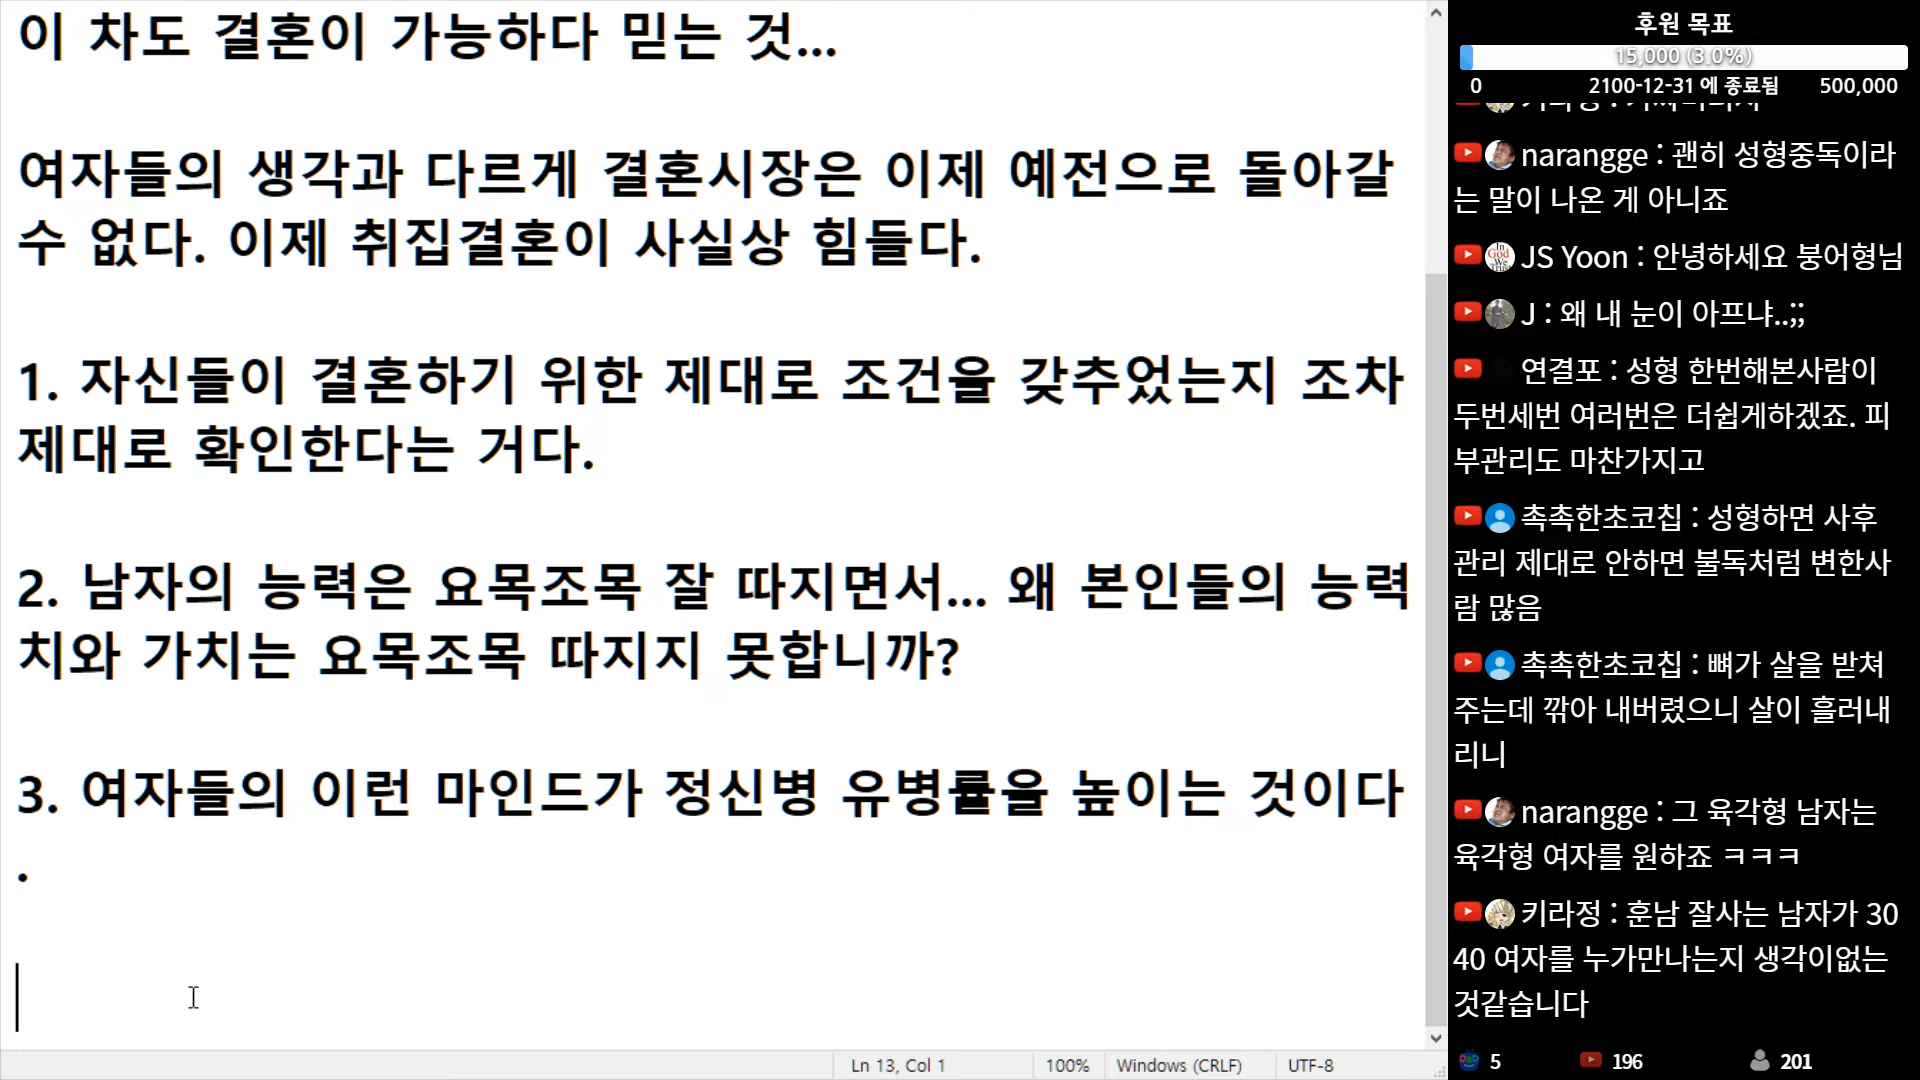 이 차도 결혼이 가능하다 믿는 것...
여자들의 생각과 다르게 결혼시장은 이제 예전으로 돌아갈
수 없다. 이제 취집결혼이 사실상 힘들다.
1. 자신들이 결혼하기 위한 제대로 조건을 갖추었는지 조차
제대로 확인한다는 거다.
2. 남자의 능력은 요목조목 잘 따지면서... 왜 본인들의 능력
치와 가치는 요목조목 따지지 못합니까?
3. 여자들의 이런 마인드가 정신병 유병률을 높이는 것이다
.
Ln 13, Col 1
100%
Windows (CRLF)
UTF-8
후원 목표
15,000 (3.0%)
0 2100-12-31 에 종료됨 500,000
narangge : 괜히 성형중독이라
는 말이 나온 게 아니죠
In God We Trust
JS Yoon : 안녕하세요 붕어형님
J : 왜 내 눈이 아프냐..;;
연결포 : 성형 한번해본사람이
두번세번 여러번은 더쉽게하겠죠. 피
부관리도 마찬가지고
촉촉한초코칩 : 성형하면 사후
관리 제대로 안하면 불독처럼 변한사
람 많음
촉촉한초코칩 : 뼈가 살을 받쳐
주는데 깎아 내버렸으니 살이 흘러내
리니
narangge : 그 육각형 남자는
육각형 여자를 원하죠 ㅋㅋㅋ
키라정 : 훈남 잘사는 남자가 30
40 여자를 누가만나는지 생각이없는
것같습니다
5 196 201